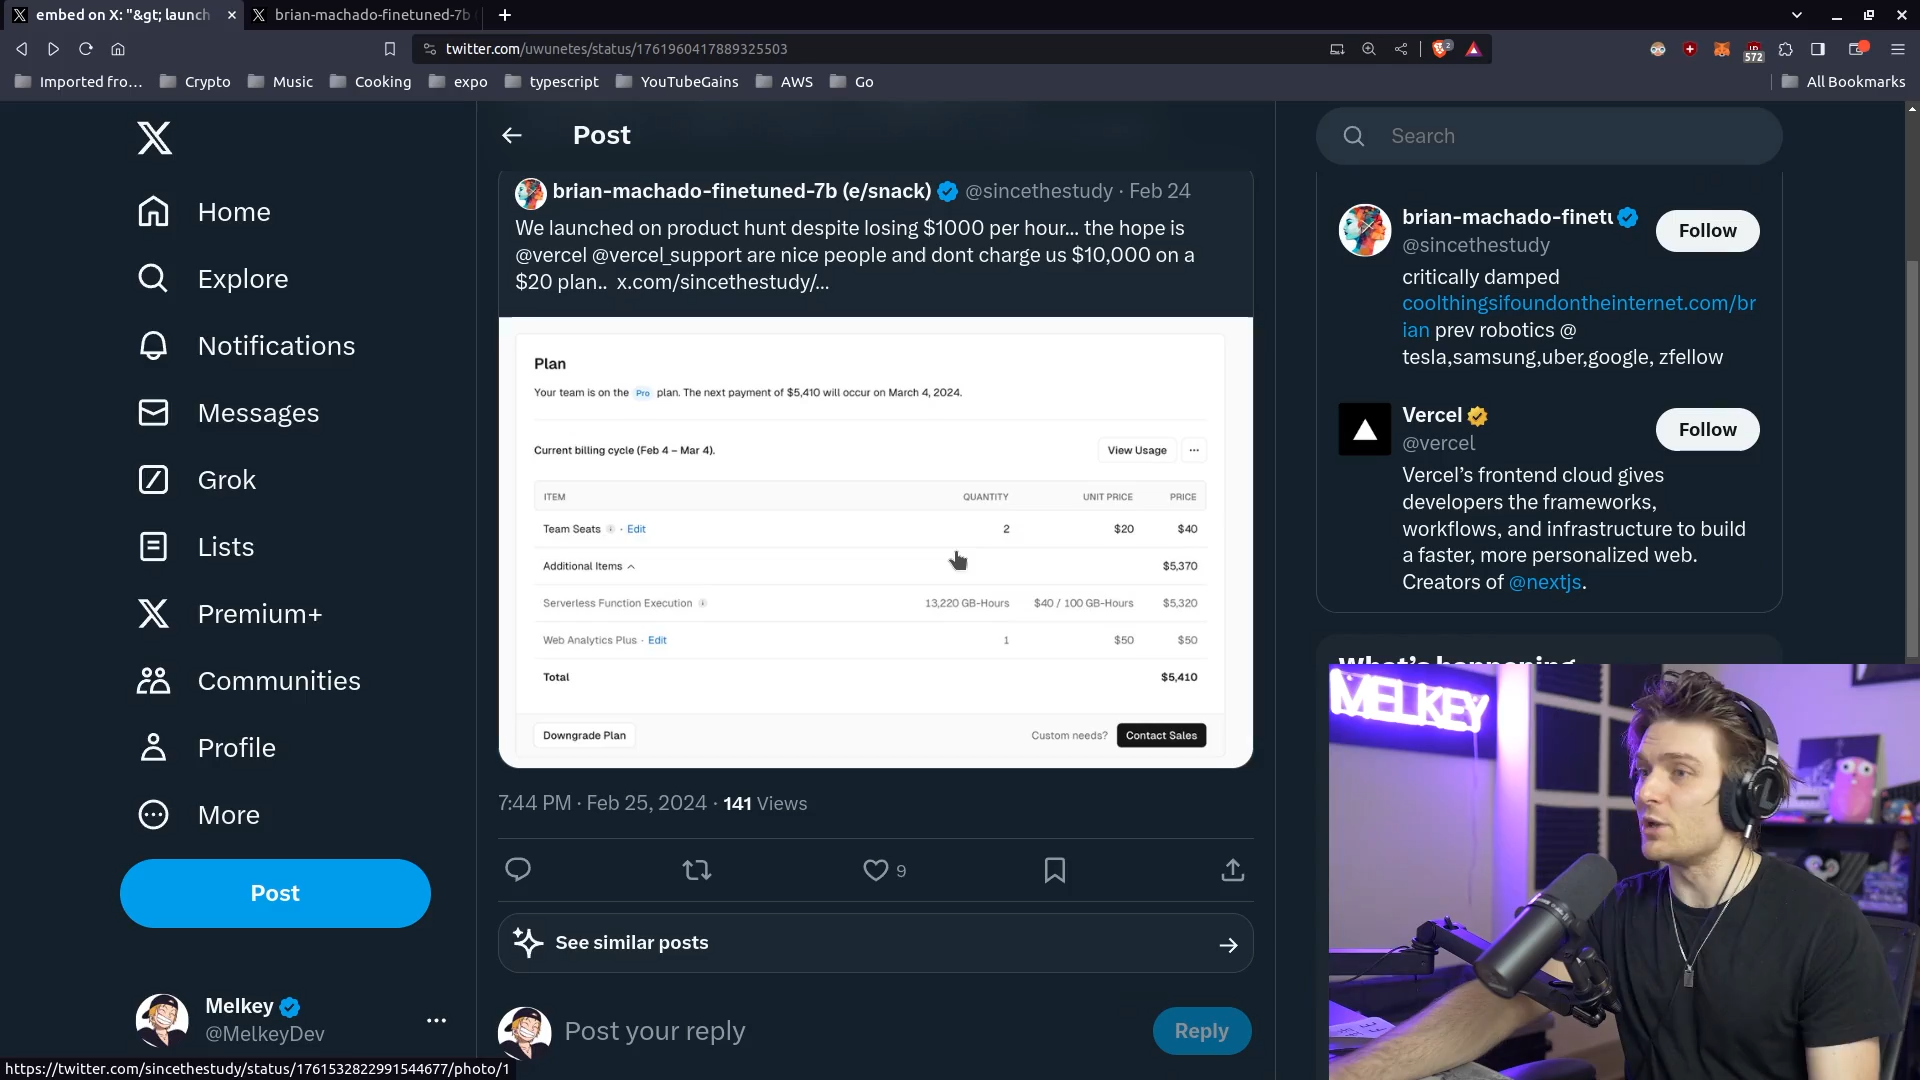 embed on X: "&gt; launch
brian-machado-finetuned-7b
twitter.com/uwunetes/status/1761960417889325503
2
572
Imported fro...
Crypto
Music
Cooking
expo
typescript
YouTubeGains
AWS
Go
All Bookmarks
Home
Explore
Notifications
Messages
Grok
Lists
Premium+
Communities
Profile
More
Post
Melkey
@MelkeyDev
https://twitter.com/sincethestudy/status/1761532822991544677/photo/1
Post
brian-machado-finetuned-7b (e/snack) @sincethestudy · Feb 24
We launched on product hunt despite losing $1000 per hour... the hope is
@vercel @vercel_support are nice people and dont charge us $10,000 on a
$20 plan.. x.com/sincethestudy/...
Plan
Your team is on the Pro plan. The next payment of $5,410 will occur on March 4, 2024.
Current billing cycle (Feb 4 – Mar 4).
View Usage
ITEM QUANTITY UNIT PRICE PRICE
Team Seats · Edit 2 $20 $40
Additional Items $5,370
Serverless Function Execution 13,220 GB-Hours $40 / 100 GB-Hours $5,320
Web Analytics Plus · Edit 1 $50 $50
Total $5,410
Downgrade Plan
Custom needs? Contact Sales
7:44 PM · Feb 25, 2024 · 141 Views
9
See similar posts
Post your reply
Reply
Search
brian-machado-finetu
@sincethestudy
Follow
critically damped
coolthingsifoundontheinternet.com/br
ian prev robotics @
tesla,samsung,uber,google, zfellow
Vercel
@vercel
Follow
Vercel’s frontend cloud gives
developers the frameworks,
workflows, and infrastructure to build
a faster, more personalized web.
Creators of @nextjs.
What’s happening
MELKEY